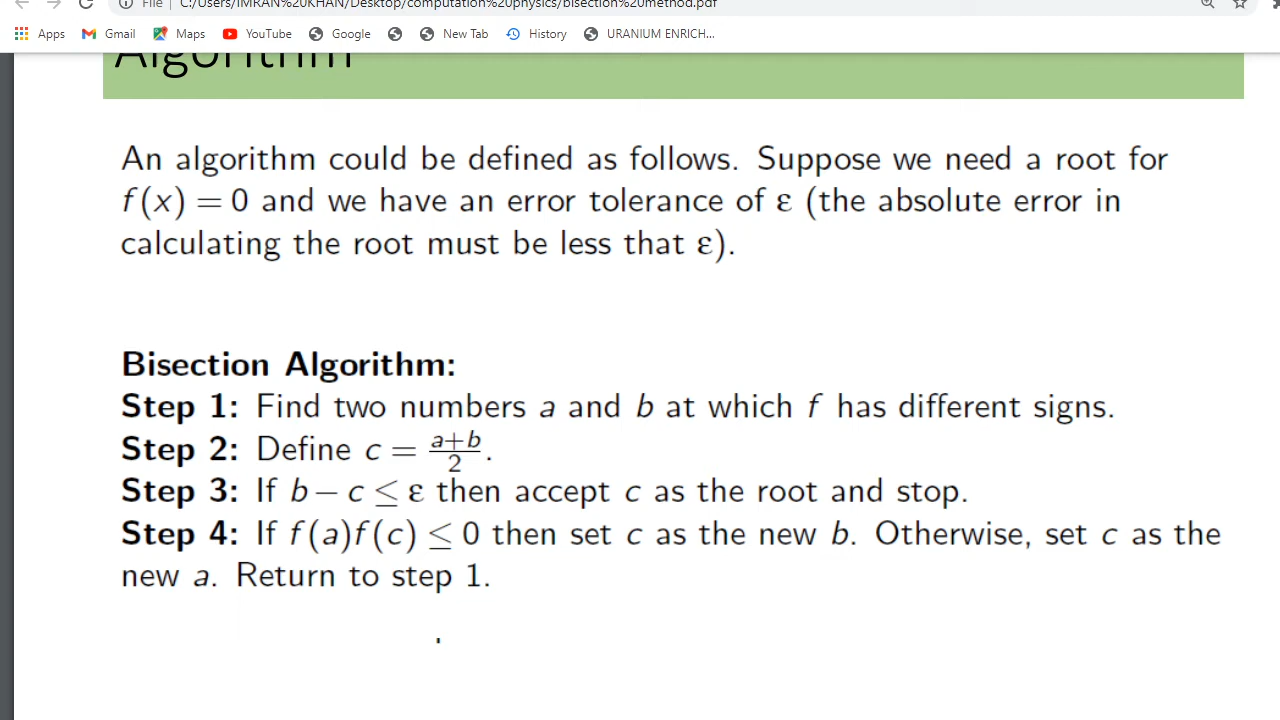 File | C:/Users/IMRAN%20KHAN/Desktop/computation%20physics/bisection%20method.pdf
Apps Gmail Maps YouTube Google New Tab History URANIUM ENRICH...
Algorithm
An algorithm could be defined as follows. Suppose we need a root for
f(x) = 0 and we have an error tolerance of ε (the absolute error in
calculating the root must be less that ε).
Bisection Algorithm:
Step 1: Find two numbers a and b at which f has different signs.
Step 2: Define c = \frac{a+b}{2}.
Step 3: If b − c ≤ ε then accept c as the root and stop.
Step 4: If f(a)f(c) ≤ 0 then set c as the new b. Otherwise, set c as the
new a. Return to step 1.